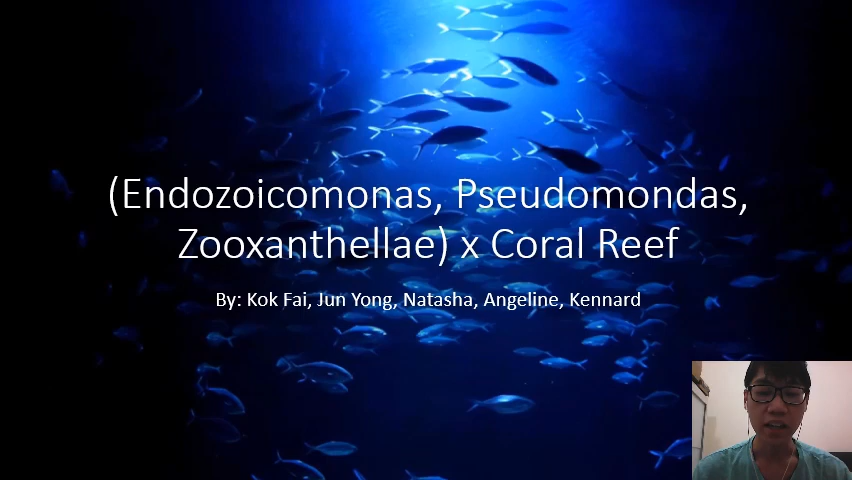 (Endozoicomonas, Pseudomondas,
Zooxanthellae) x Coral Reef
By: Kok Fai, Jun Yong, Natasha, Angeline, Kennard